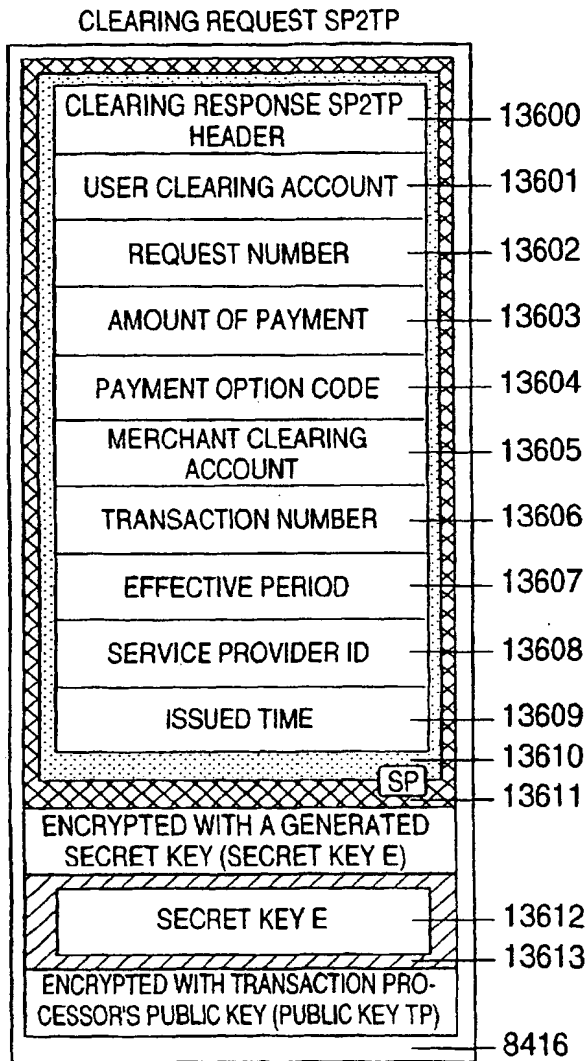 CLEARING REQUEST SP2TP
CLEARING RESPONSE SP2TP
HEADER
13600
USER CLEARING ACCOUNT
13601
REQUEST NUMBER
13602
AMOUNT OF PAYMENT
13603
PAYMENT OPTION CODE
13604
MERCHANT CLEARING
ACCOUNT
13605
TRANSACTION NUMBER
13606
EFFECTIVE PERIOD
13607
SERVICE PROVIDER ID
13608
ISSUED TIME
13609
13610
SP
13611
ENCRYPTED WITH A GENERATED
SECRET KEY (SECRET KEY E)
SECRET KEY E
13612
13613
ENCRYPTED WITH TRANSACTION PRO-
CESSOR'S PUBLIC KEY (PUBLIC KEY TP)
8416